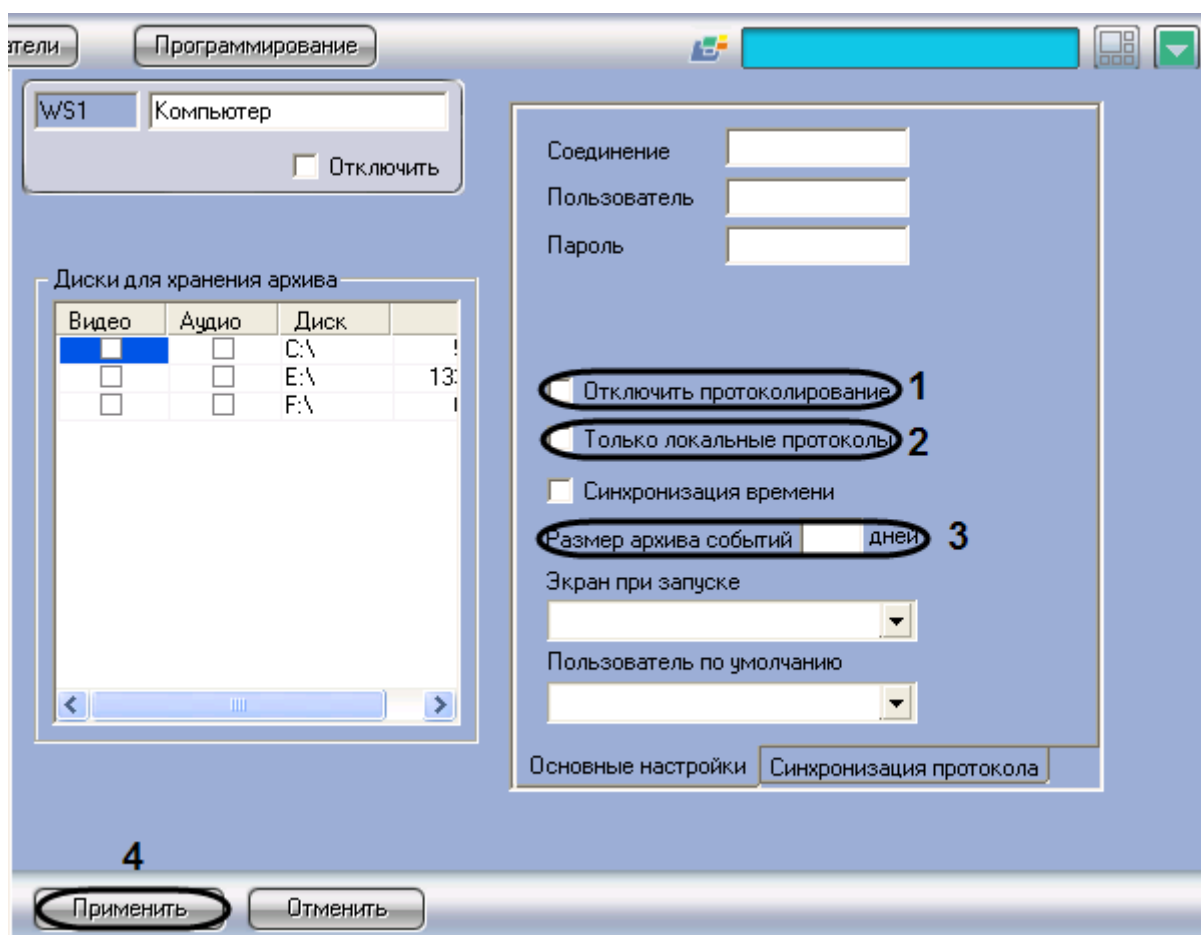 Программирование
WS1 Компьютер
Отключить
Диски для хранения архива
Видео Аудио Диск
C:\
E:\ 13
F:\
Соединение
Пользователь
Пароль
Отключить протоколирование 1
Только локальные протоколы 2
Синхронизация времени
Размер архива событий дней 3
Экран при запуске
Пользователь по умолчанию
Основные настройки Синхронизация протокола
4
Применить Отменить